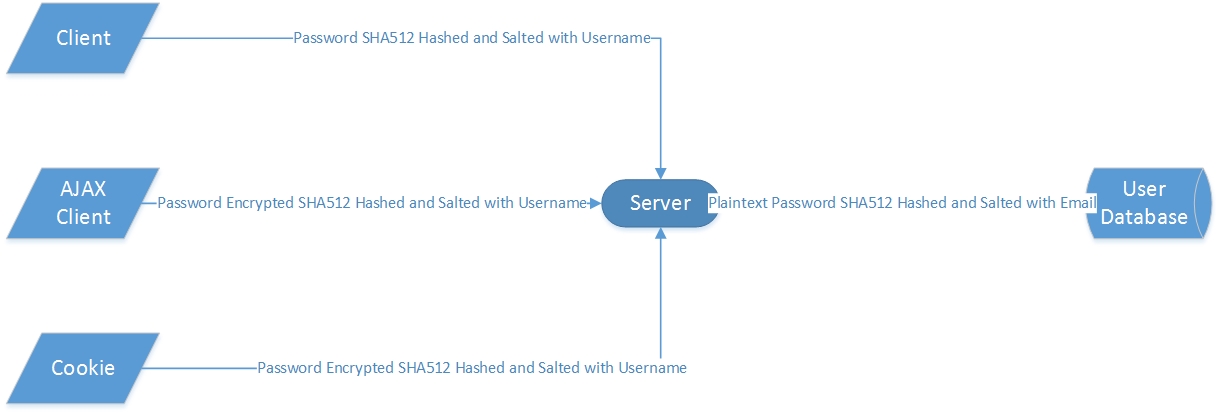 Client
Password SHA512 Hashed and Salted with Username
AJAX
Client
Password Encrypted SHA512 Hashed and Salted with Username
Server
Plaintext Password SHA512 Hashed and Salted with Email
User
Database
Cookie
Password Encrypted SHA512 Hashed and Salted with Username